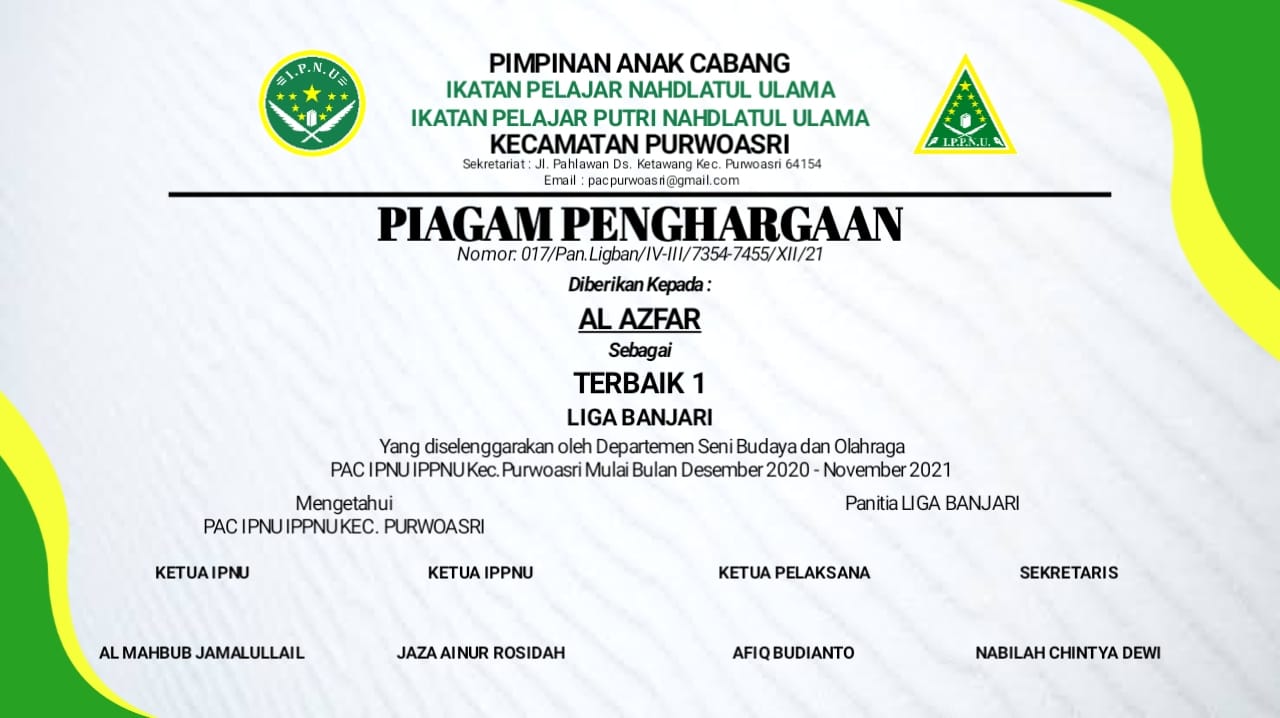 PIMPINAN ANAK CABANG
IKATAN PELAJAR NAHDLATUL ULAMA
IKATAN PELAJAR PUTRI NAHDLATUL ULAMA
KECAMATAN PURWOASRI
Sekretariat : Jl. Pahlawan Ds. Ketawang Kec. Purwoasri 64154
Email : pacpurwoasri@gmail.com
I.P.N.U
I.P.P.N.U.
PIAGAM PENGHARGAAN
Nomor: 017/Pan.Ligban/IV-III/7354-7455/XII/21
Diberikan Kepada :
AL AZFAR
Sebagai
TERBAIK 1
LIGA BANJARI
Yang diselenggarakan oleh Departemen Seni Budaya dan Olahraga
PAC IPNU IPPNU Kec. Purwoasri Mulai Bulan Desember 2020 - November 2021
Mengetahui
PAC IPNU IPPNU KEC. PURWOASRI
Panitia LIGA BANJARI
KETUA IPNU
KETUA IPPNU
KETUA PELAKSANA
SEKRETARIS
AL MAHBUB JAMALULLAIL
JAZA AINUR ROSIDAH
AFIQ BUDIANTO
NABILAH CHINTYA DEWI